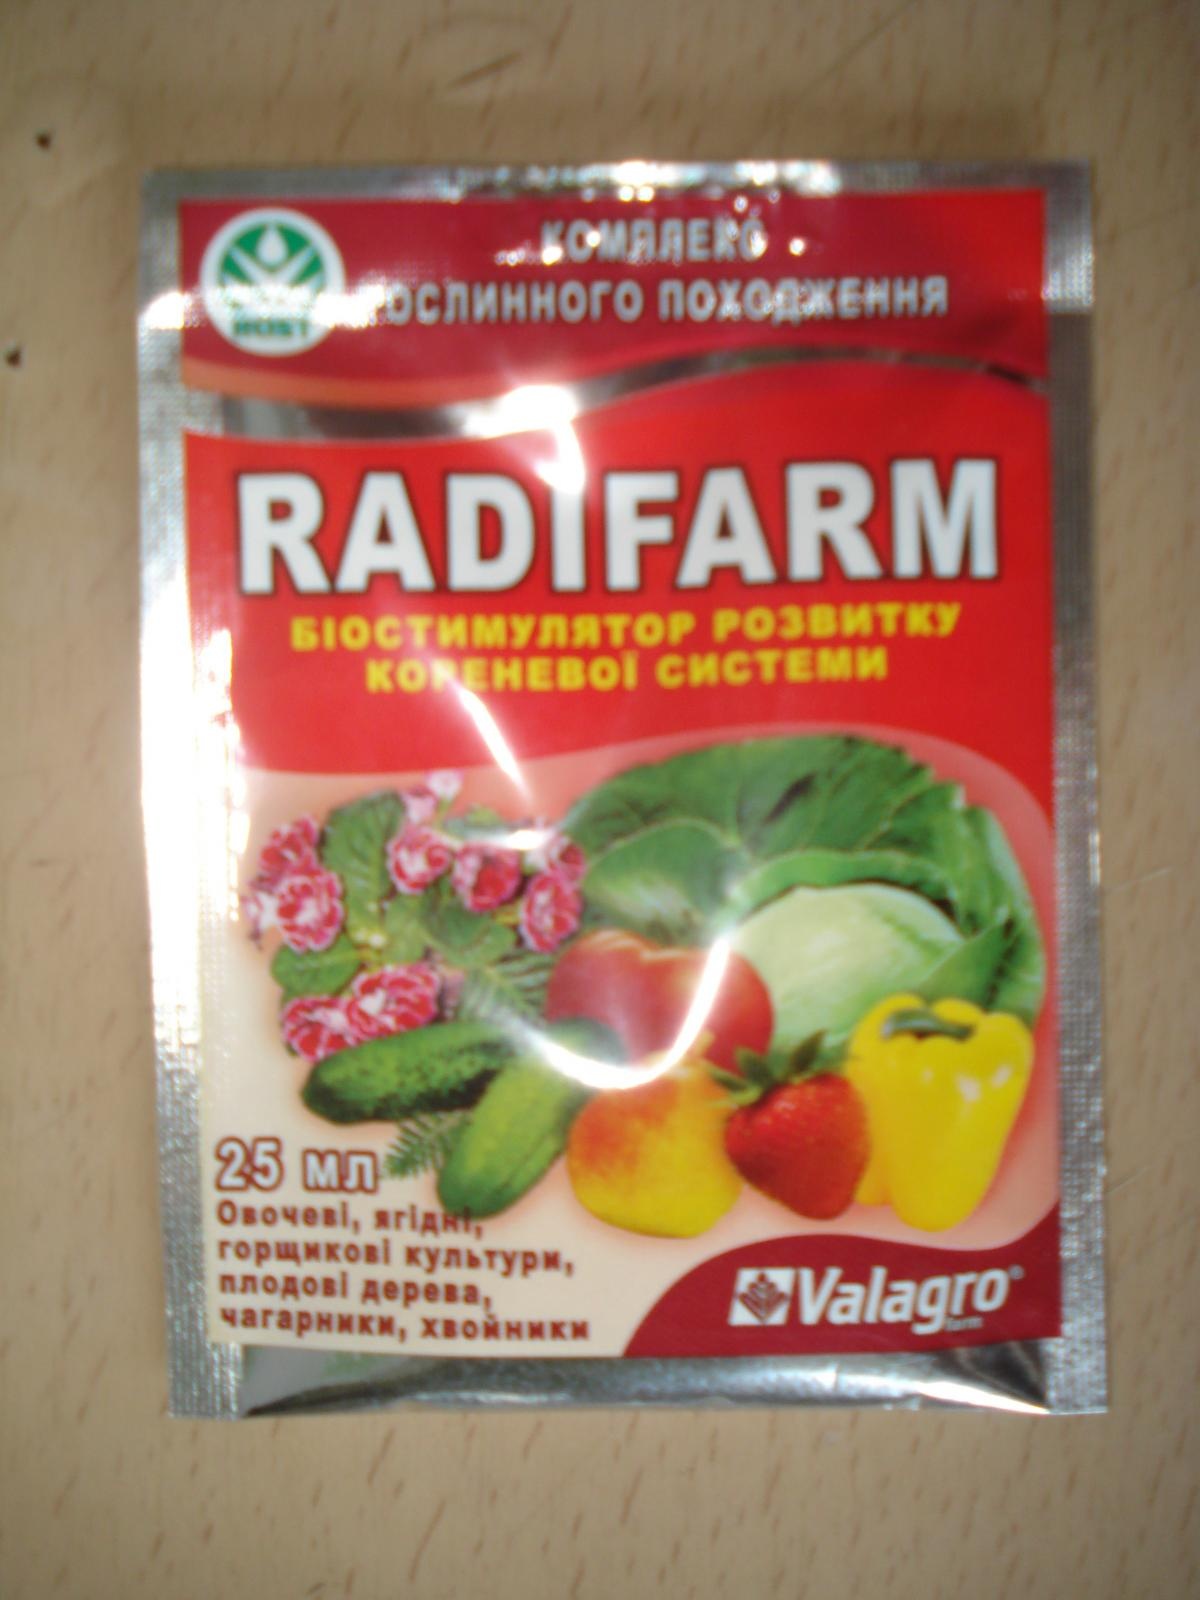 КОМПЛЕКС
РОСЛИННОГО ПОХОДЖЕННЯ
RADIFARM
БІОСТИМУЛЯТОР РОЗВИТКУ
КОРЕНЕВОЇ СИСТЕМИ
25 мл
Овочеві, ягідні,
горщикові культури,
плодові дерева,
чагарники, хвойники
Valagro®
farm